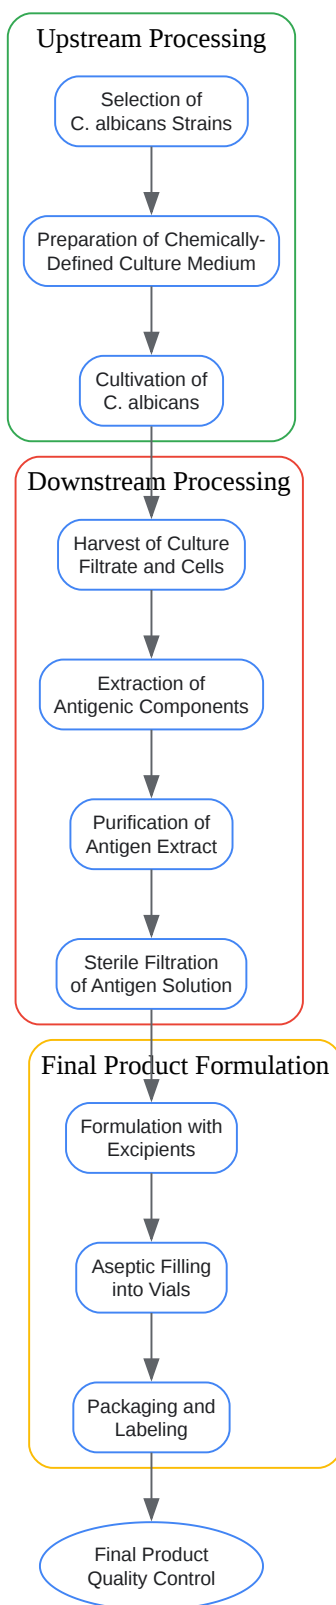 Upstream Processing
Selection of
C. albicans Strains
Preparation of Chemically-
Defined Culture Medium
Cultivation of
C. albicans
Downstream Processing
Harvest of Culture
Filtrate and Cells
Extraction of
Antigenic Components
Purification of
Antigen Extract
Sterile Filtration
of Antigen Solution
Final Product Formulation
Formulation with
Excipients
Aseptic Filling
into Vials
Packaging and
Labeling
Final Product
Quality Control